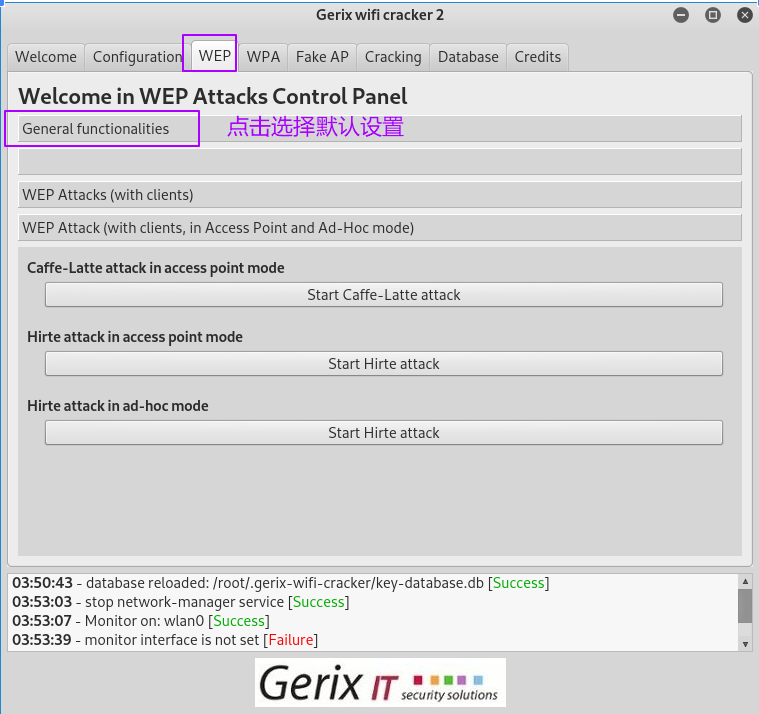 Gerix wifi cracker 2
Welcome Configuration WEP WPA Fake AP Cracking Database Credits
Welcome in WEP Attacks Control Panel
General functionalities 点击选择默认设置
WEP Attacks (with clients)
WEP Attack (with clients, in Access Point and Ad-Hoc mode)
Caffe-Latte attack in access point mode
Start Caffe-Latte attack
Hirte attack in access point mode
Start Hirte attack
Hirte attack in ad-hoc mode
Start Hirte attack
03:50:43 - database reloaded: /root/.gerix-wifi-cracker/key-database.db [Success]
03:53:03 - stop network-manager service [Success]
03:53:07 - Monitor on: wlan0 [Success]
03:53:39 - monitor interface is not set [Failure]
Gerix IT security solutions